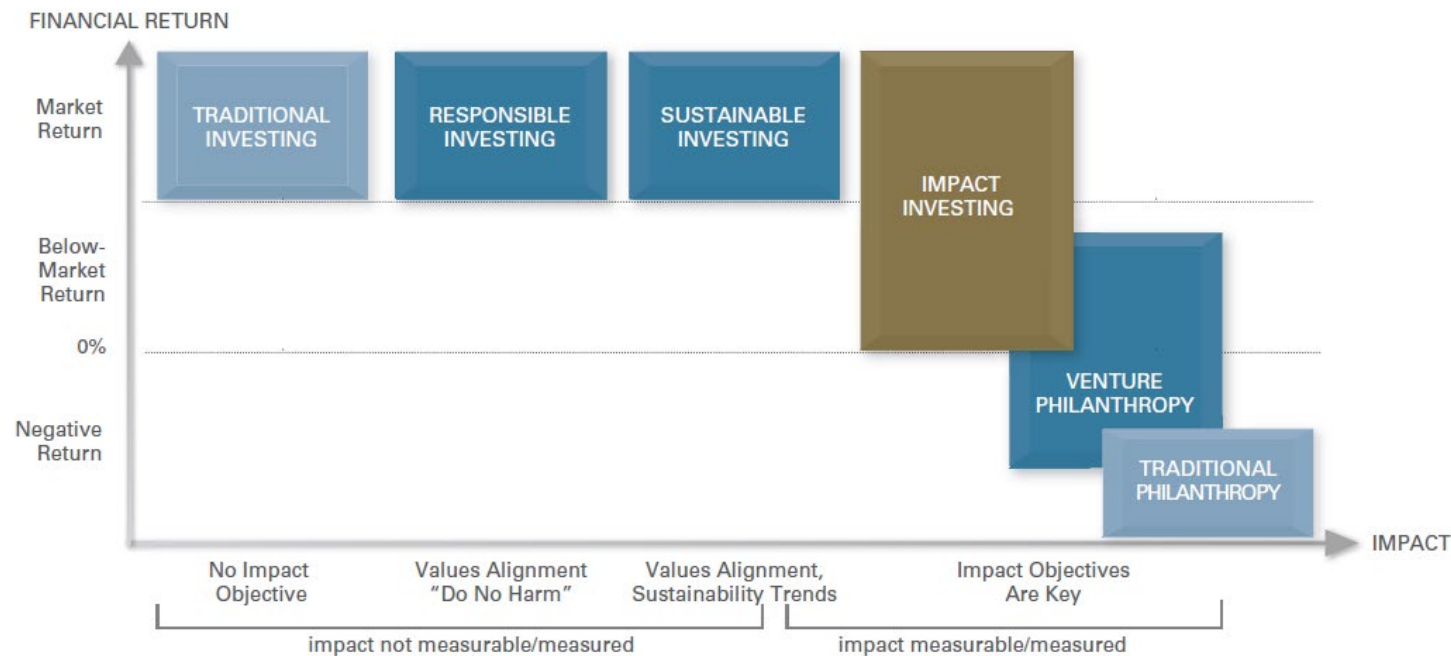 FINANCIAL RETURN
Market
Return
TRADITIONAL
INVESTING
RESPONSIBLE
INVESTING
SUSTAINABLE
INVESTING
IMPACT
INVESTING
Below-
Market
Return
0%
VENTURE
PHILANTHROPY
Negative
Return
TRADITIONAL
PHILANTHROPY
IMPACT
No Impact
Objective
Values Alignment
“Do No Harm”
Values Alignment,
Sustainability Trends
Impact Objectives
Are Key
impact not measurable/measured
impact measurable/measured